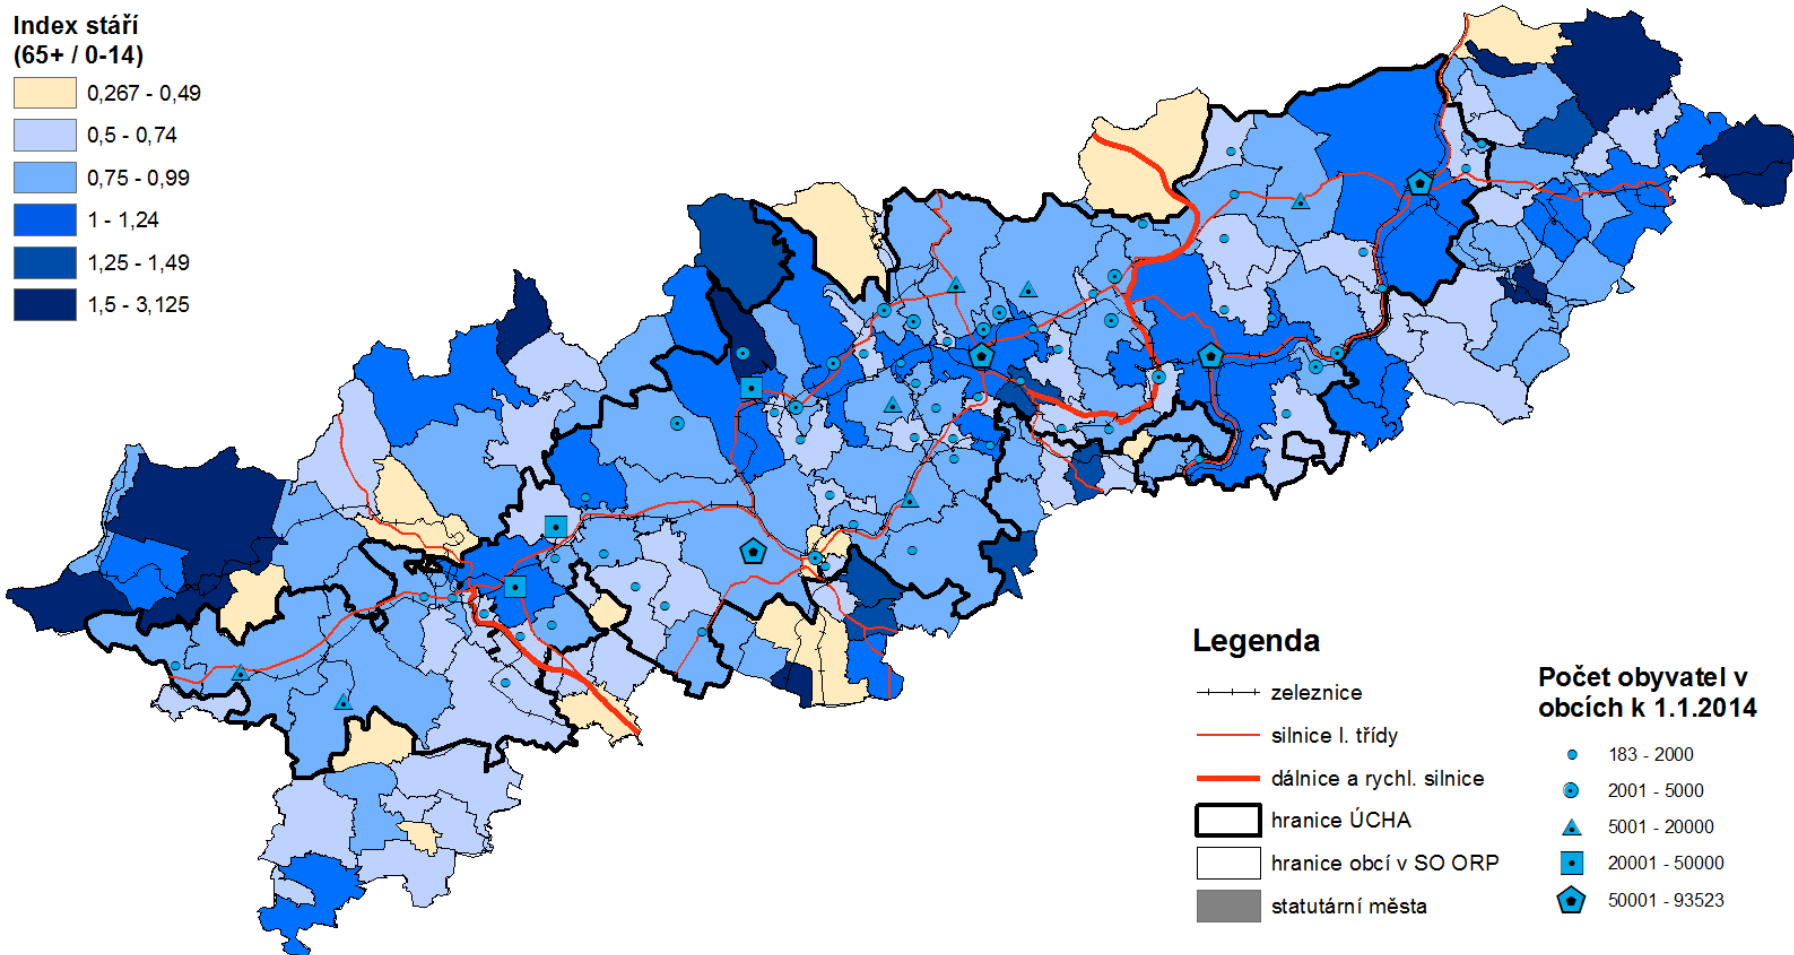 Index stáří
(65+ / 0-14)
0,267 - 0,49
0,5 - 0,74
0,75 - 0,99
1 - 1,24
1,25 - 1,49
1,5 - 3,125
Legenda
zeleznice
silnice I. třídy
dálnice a rychl. silnice
hranice ÚCHA
hranice obcí v SO ORP
statutární města
Počet obyvatel v
obcích k 1.1.2014
183 - 2000
2001 - 5000
5001 - 20000
20001 - 50000
50001 - 93523